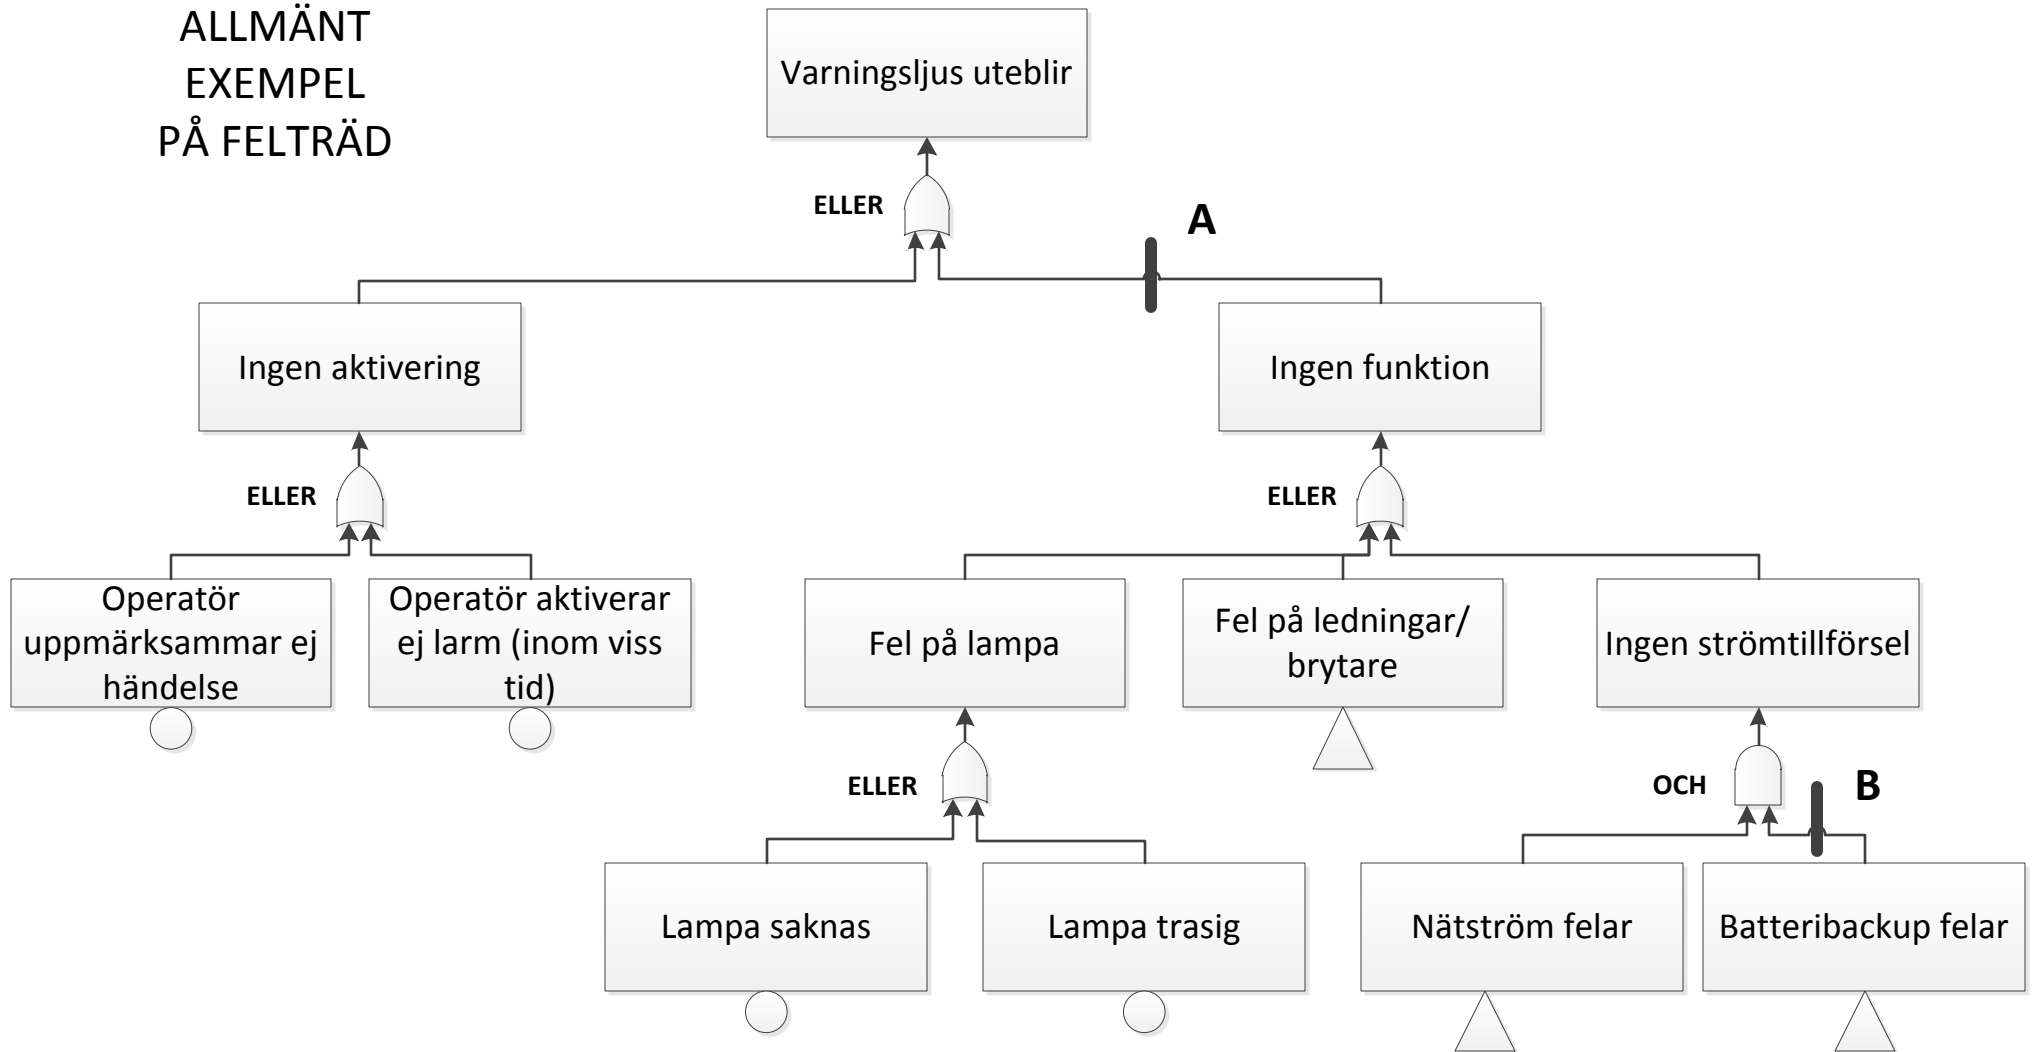 ALLMÄNT
EXEMPEL
PÅ FELTRÄD
Varningsljus uteblir
ELLER
A
Ingen aktivering
Ingen funktion
ELLER
ELLER
Operatör
uppmärksammar ej
händelse
Operatör aktiverar
ej larm (inom viss
tid)
Fel på lampa
Fel på ledningar/
brytare
Ingen strömtillförsel
ELLER
OCH
B
Lampa saknas
Lampa trasig
Nätström felar
Batteribackup felar